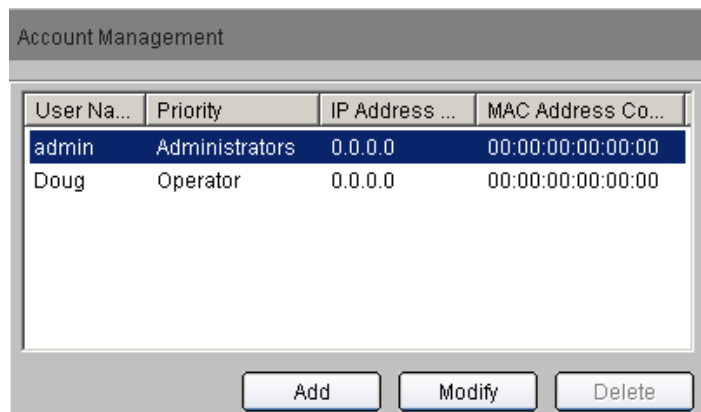 Account Management
User Na... Priority IP Address ... MAC Address Co...
admin Administrators 0.0.0.0 00:00:00:00:00:00
Doug Operator 0.0.0.0 00:00:00:00:00:00
Add Modify Delete